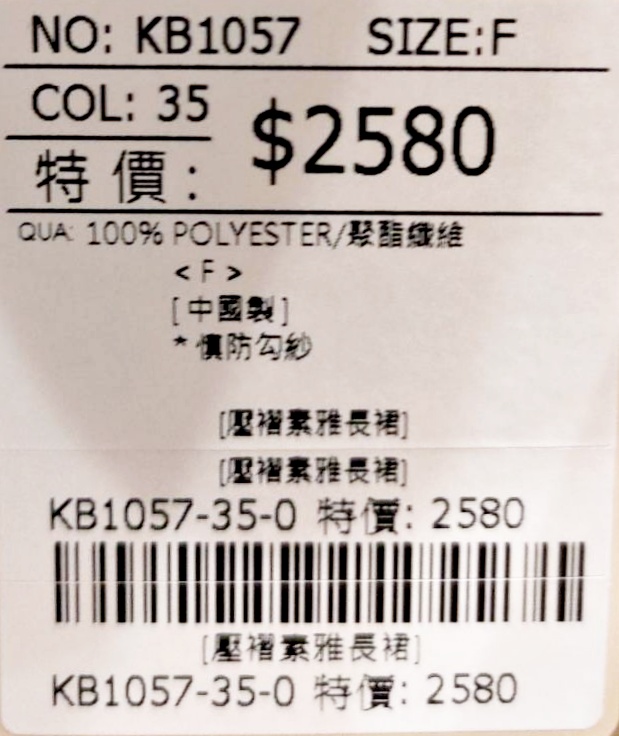 NO: KB1057 SIZE:F
COL: 35
$2580
特價:
QUA: 100% POLYESTER/聚酯纖維
<F>
[中國製]
*慎防勾紗
[壓褶素雅長裙]
[壓褶素雅長裙]
KB1057-35-0 特價: 2580
[壓褶素雅長裙]
KB1057-35-0 特價: 2580